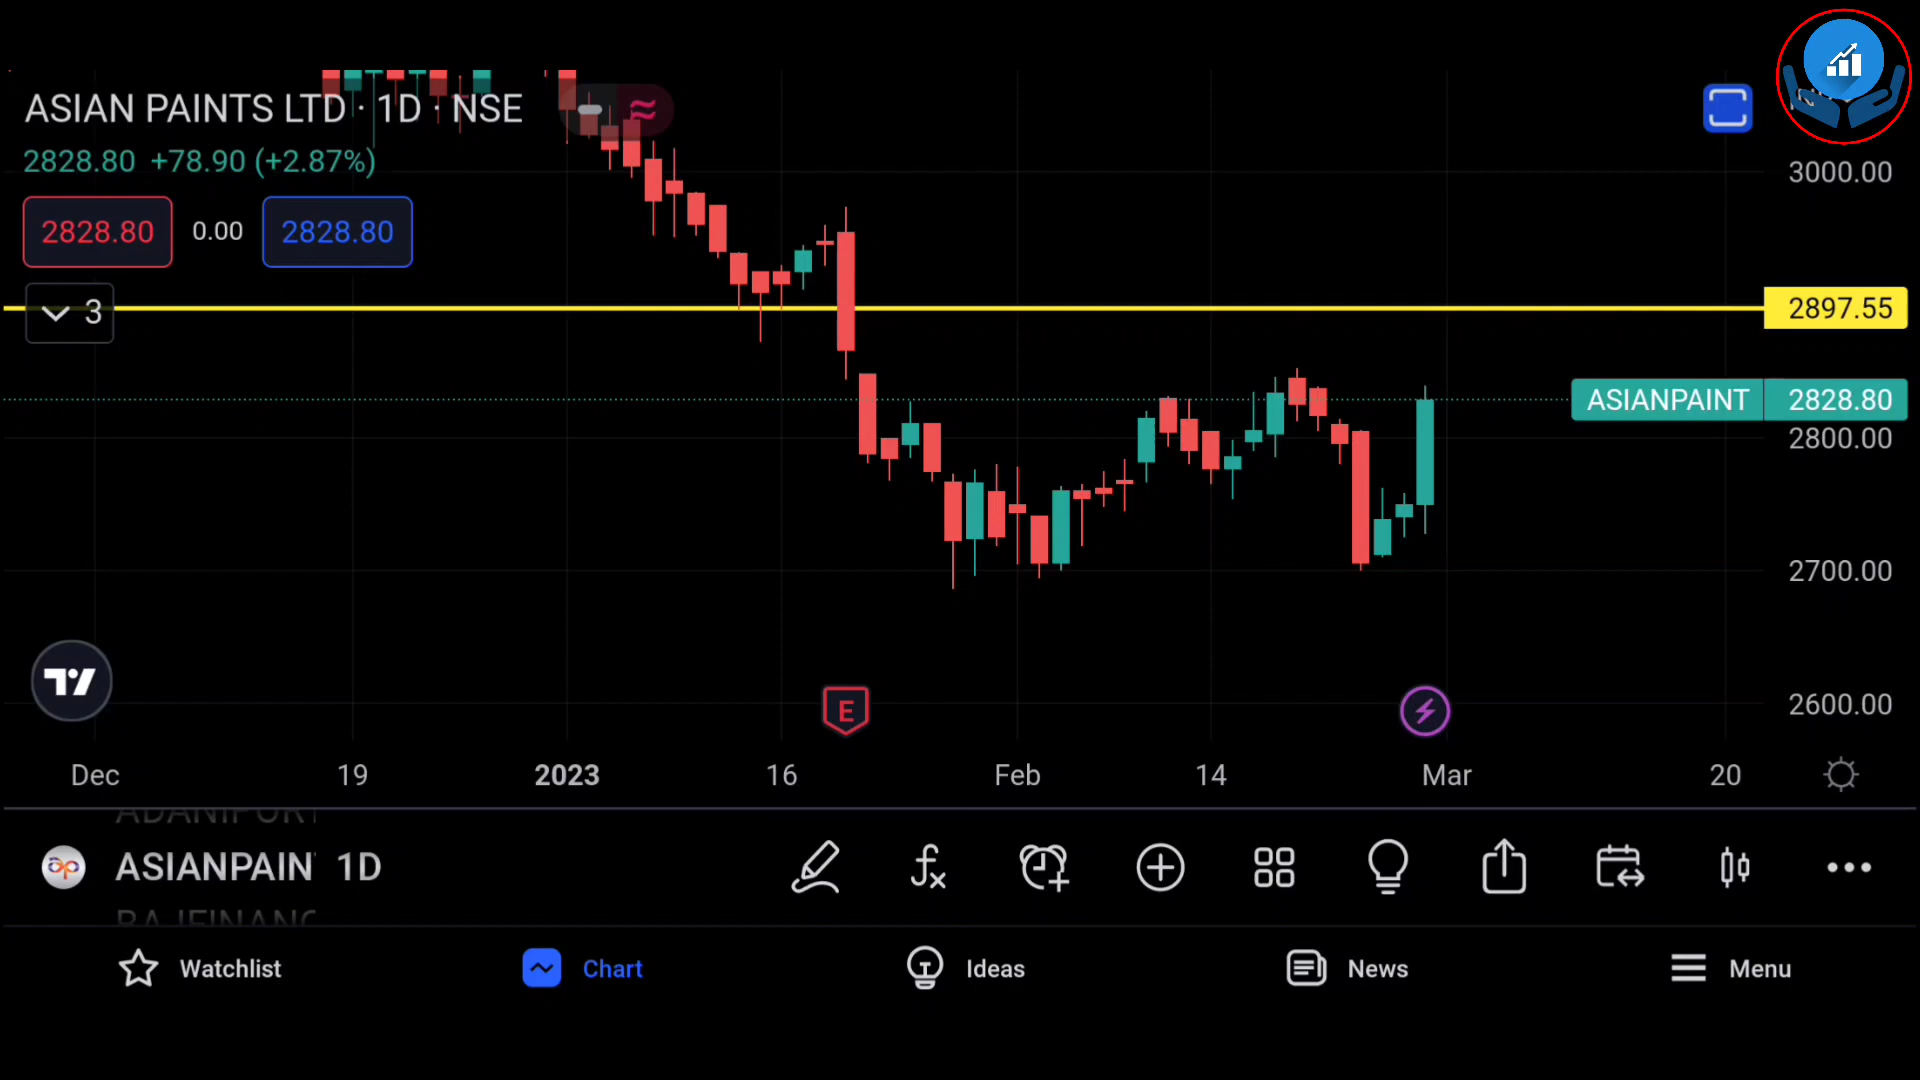 ASIAN PAINTS LTD · 1D · NSE
2828.80 +78.90 (+2.87%)
2828.80 0.00 2828.80
3
3000.00
2897.55
ASIANPAINT 2828.80
2800.00
2700.00
2600.00
E
Dec 19 2023 16 Feb 14 Mar 20
ASIANPAIN 1D
Watchlist Chart Ideas News Menu